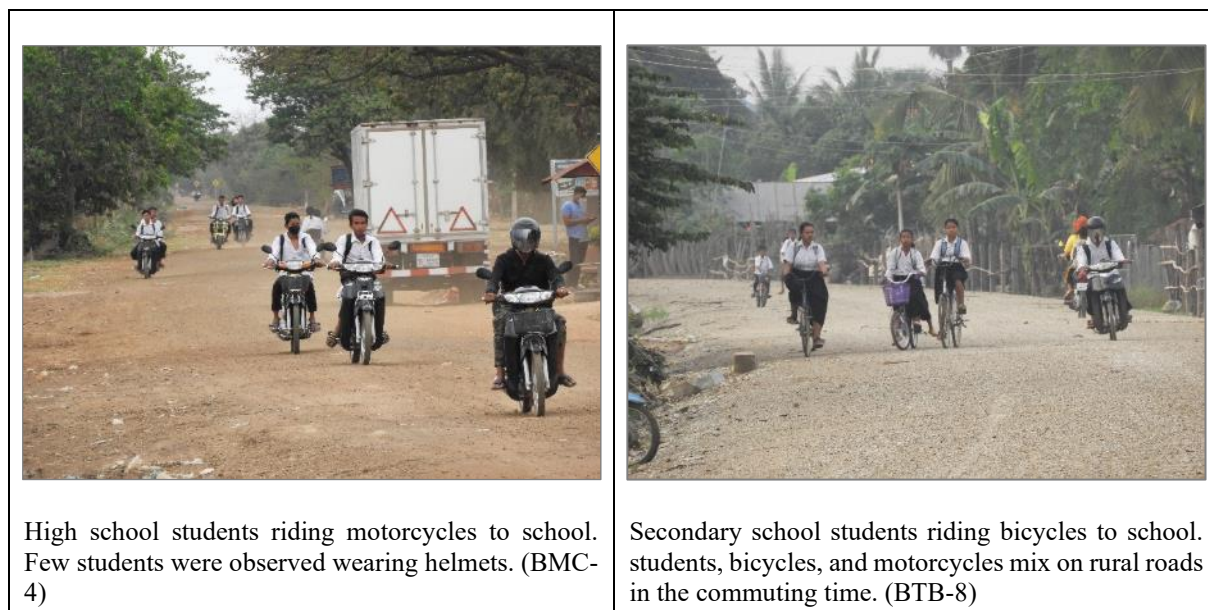 High school students riding motorcycles to school.
Few students were observed wearing helmets. (BMC-
4)
Secondary school students riding bicycles to school.
students, bicycles, and motorcycles mix on rural roads
in the commuting time. (BTB-8)